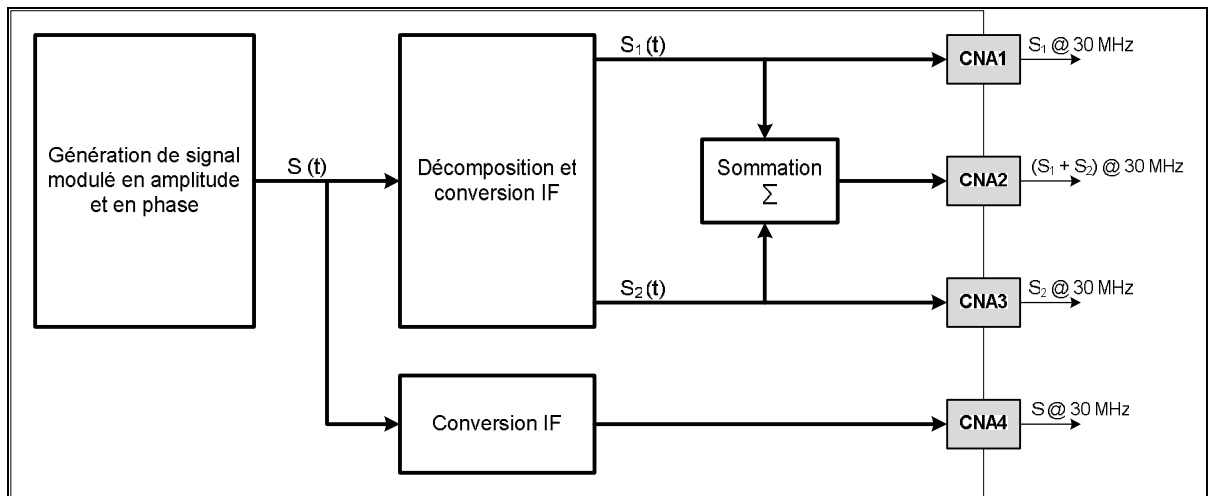 Génération de signal
modulé en amplitude
et en phase
S (t)
Décomposition et
conversion IF
S₁ (t)
S₂ (t)
Sommation
Σ
Conversion IF
CNA1
S₁ @ 30 MHz
CNA2
(S₁ + S₂) @ 30 MHz
CNA3
S₂ @ 30 MHz
CNA4
S @ 30 MHz